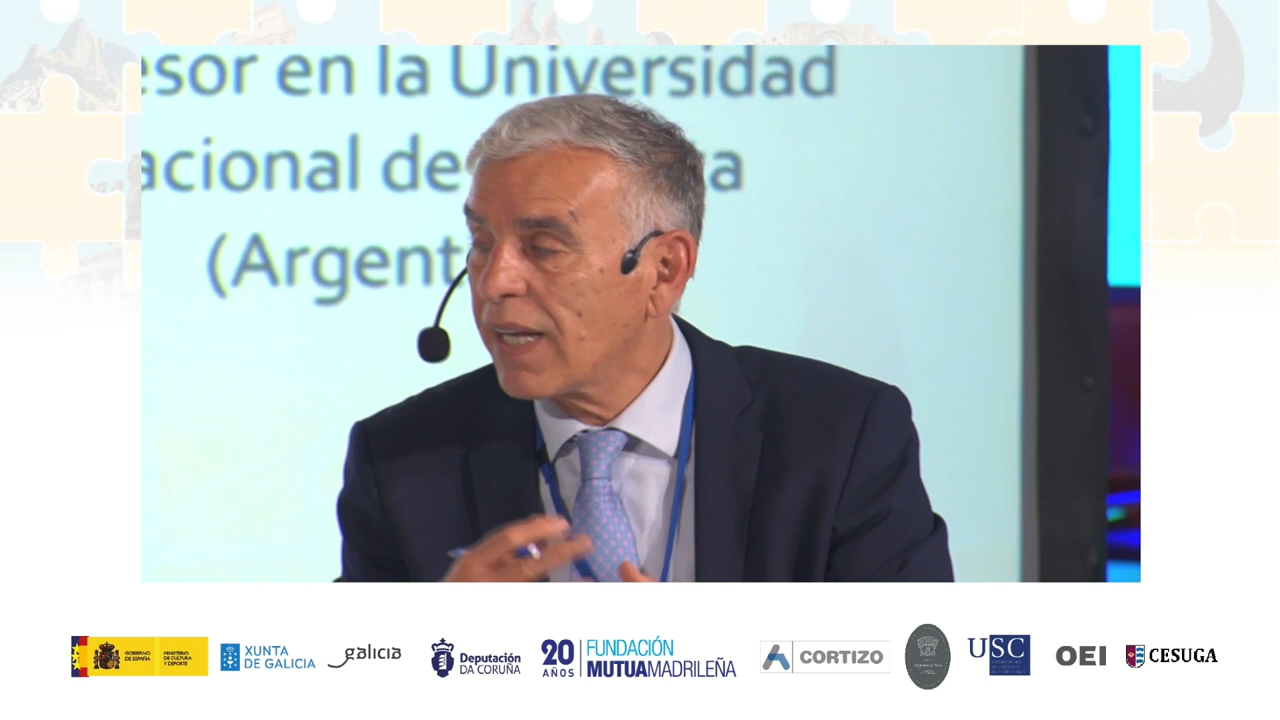 esor en la Universidad
acional de
a
(Argent
GOBIERNO
DE ESPAÑA
MINISTERIO
DE CULTURA
Y DEPORTE
XUNTA
DE GALICIA
galicia
Deputación
DA CORUÑA
20
AÑOS
FUNDACIÓN
MUTUAMADRILEÑA
CORTIZO
USC
OEI
CESUGA